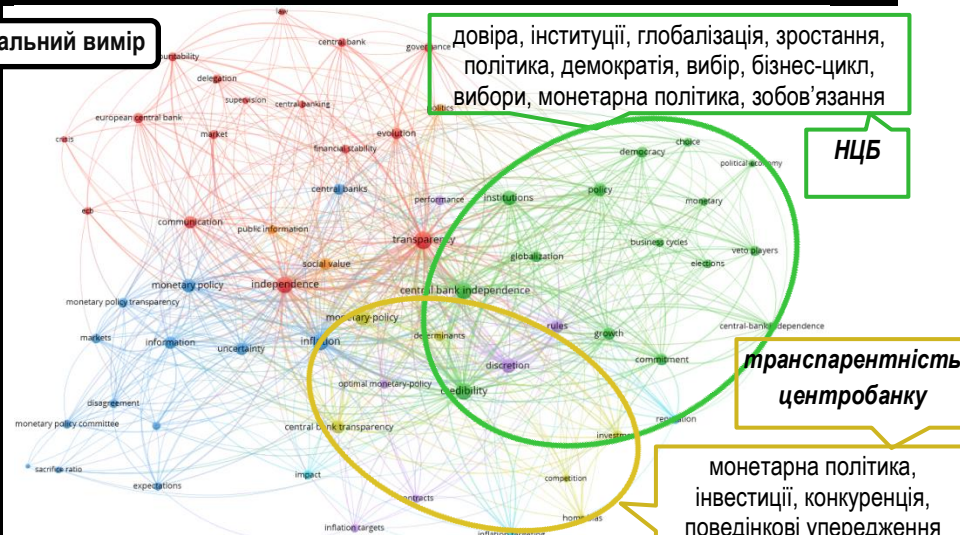 альний вимір
довіра, інституції, глобалізація, зростання,
політика, демократія, вибір, бізнес-цикл,
вибори, монетарна політика, зобов’язання
НЦБ
транспарентність
центробанку
монетарна політика,
інвестиції, конкуренція,
поведінкові упередження
law
central bank
governance
delegation
supervision
central banking
politics
european central bank
market
evolution
crisis
financial stability
democracy
choice
political economy
central banks
performance
institutions
policy
monetary
communication
public information
transparency
business cycles
veto players
globalization
elections
social value
monetary policy
independence
central bank independence
monetary policy transparency
monetary-policy
rules
central-bank independence
markets
information
uncertainty
inflation
determinants
growth
discretion
commitment
optimal monetary-policy
credibility
disagreement
monetary policy committee
central bank transparency
sacrifice ratio
expectations
impact
competition
inflation targets